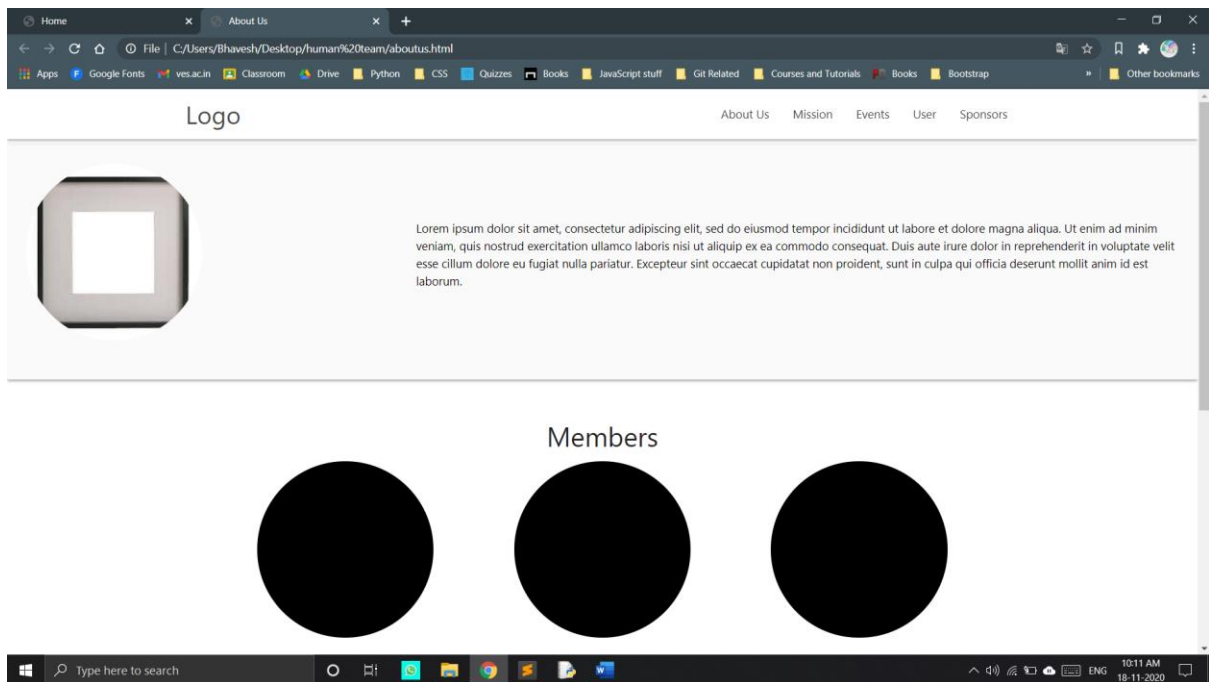 Home
About Us
File | C:/Users/Bhavesh/Desktop/human%20team/aboutus.html
Apps Google Fonts ves.ac.in Classroom Drive Python CSS Quizzes Books JavaScript stuff Git Related Courses and Tutorials Books Bootstrap » Other bookmarks
Logo About Us Mission Events User Sponsors
Lorem ipsum dolor sit amet, consectetur adipiscing elit, sed do eiusmod tempor incididunt ut labore et dolore magna aliqua. Ut enim ad minim
veniam, quis nostrud exercitation ullamco laboris nisi ut aliquip ex ea commodo consequat. Duis aute irure dolor in reprehenderit in voluptate velit
esse cillum dolore eu fugiat nulla pariatur. Excepteur sint occaecat cupidatat non proident, sunt in culpa qui officia deserunt mollit anim id est
laborum.
Members
Type here to search
ENG
10:11 AM
18-11-2020